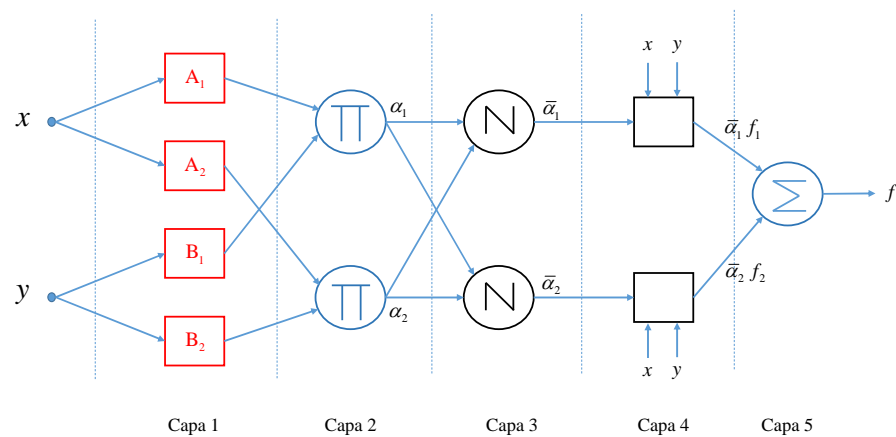 x y
A₁ α₁ ᾱ₁
∏ N
ᾱ₁ f₁
x
A₂
∑ f
B₁
y
ᾱ₂ ᾱ₂ f₂
∏ N
α₂
B₂
x y
Capa 1 Capa 2 Capa 3 Capa 4 Capa 5